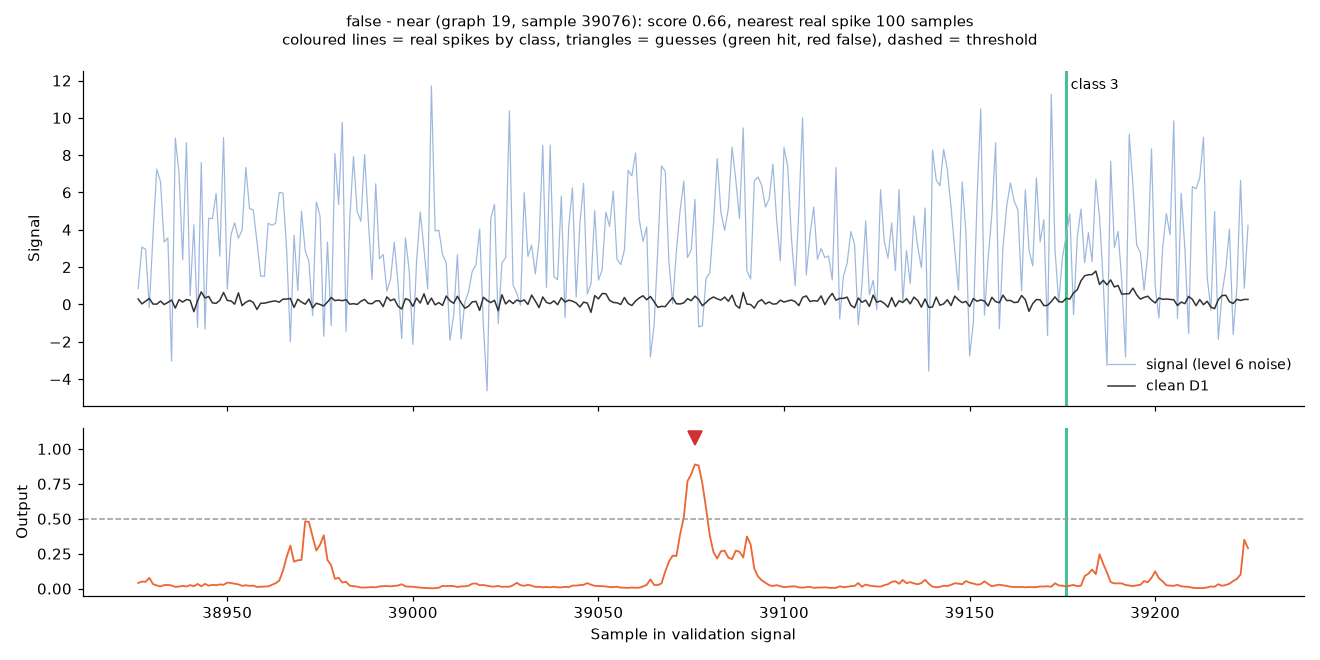 false - near (graph 19, sample 39076): score 0.66, nearest real spike 100 samples
coloured lines = real spikes by class, triangles = guesses (green hit, red false), dashed = threshold
12
10
8
6
4
2
0
−2
−4
Signal
class 3
signal (level 6 noise)
clean D1
1.00
0.75
0.50
0.25
0.00
Output
38950
39000
39050
39100
39150
39200
Sample in validation signal